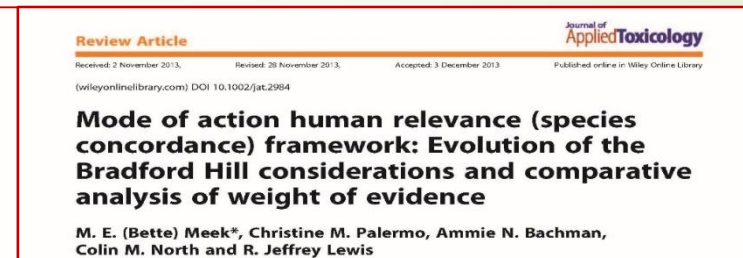 Review Article
Journal of
AppliedToxicology
Received: 2 November 2013, Revised: 28 November 2013, Accepted: 3 December 2013 Published online in Wiley Online Library
(wileyonlinelibrary.com) DOI 10.1002/jat.2984
Mode of action human relevance (species
concordance) framework: Evolution of the
Bradford Hill considerations and comparative
analysis of weight of evidence
M. E. (Bette) Meek*, Christine M. Palermo, Ammie N. Bachman,
Colin M. North and R. Jeffrey Lewis